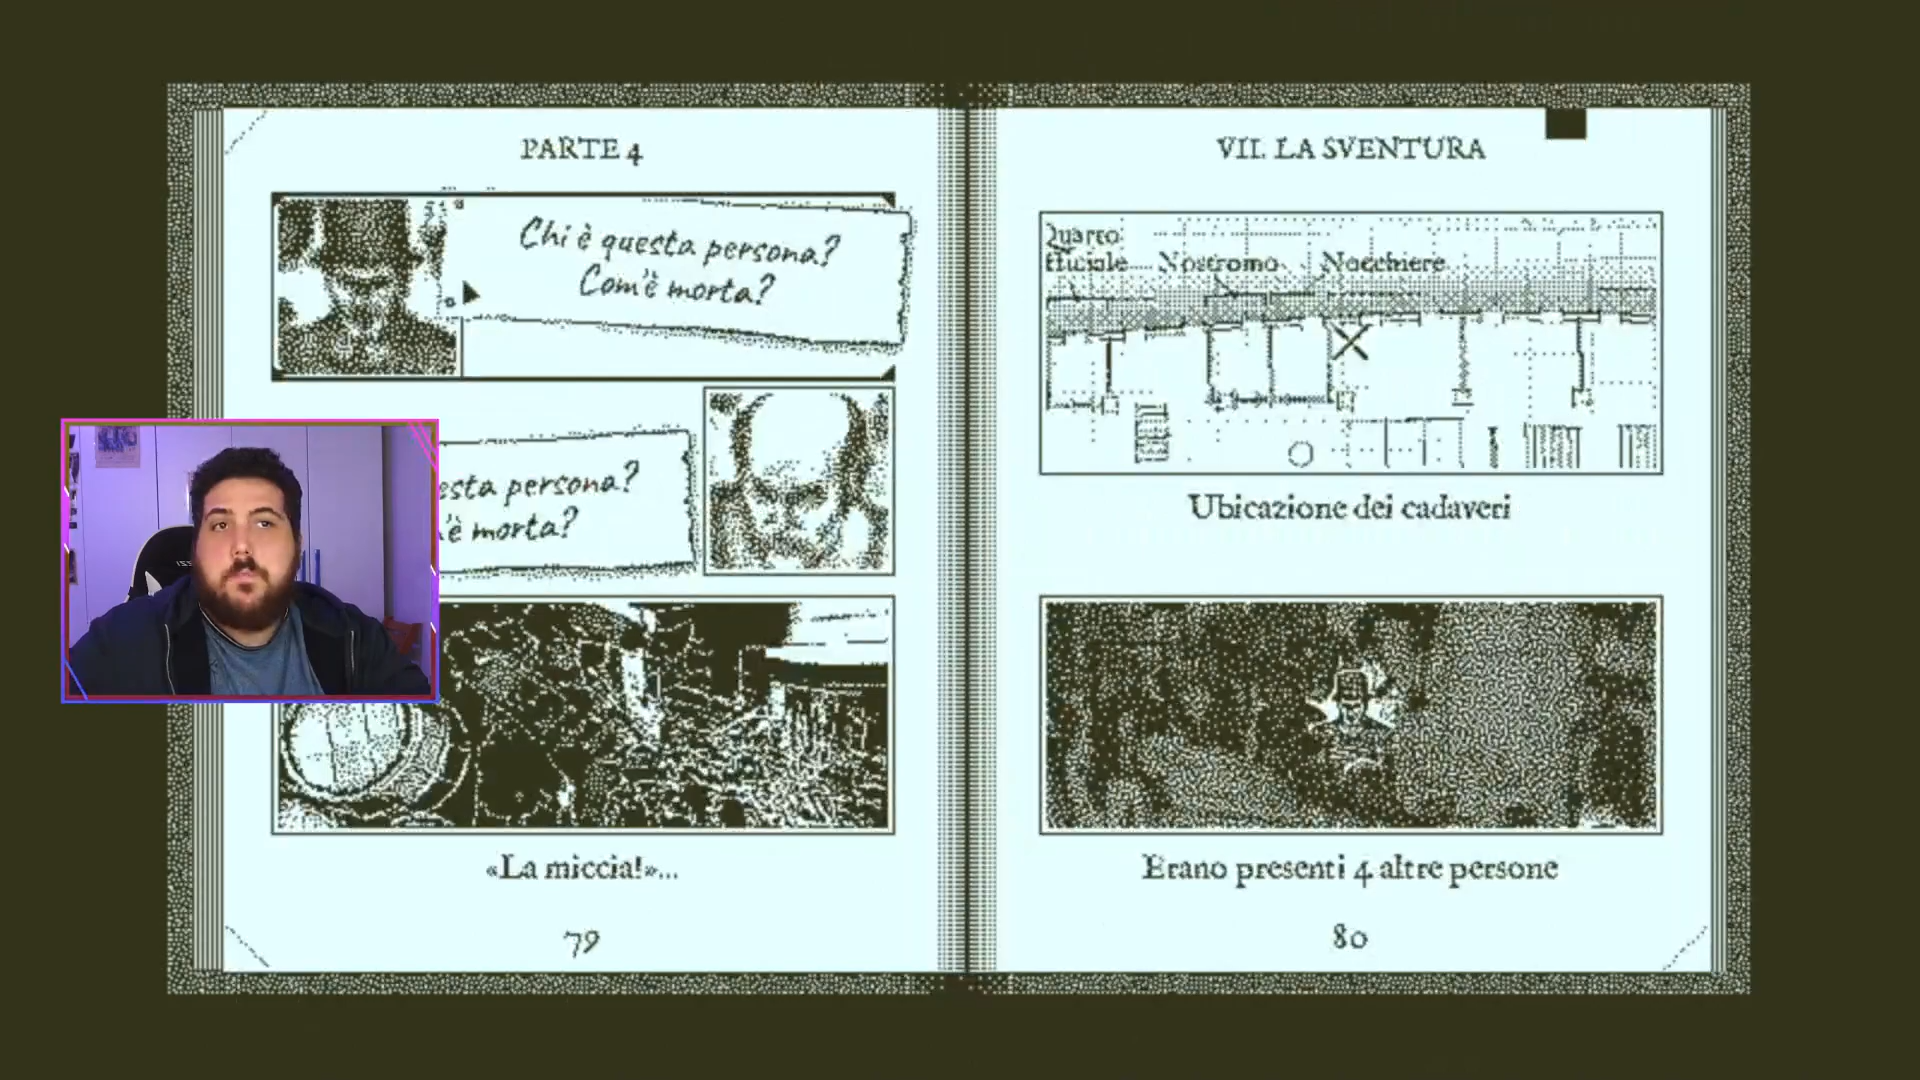 PARTE 4
Chi è questa persona?
Com'è morta?
esta persona?
'è morta?
«La miccia!»...
79
VII. LA SVENTURA
Quarto
fficiale Nostromo Nocchiere
Ubicazione dei cadaveri
Erano presenti 4 altre persone
80